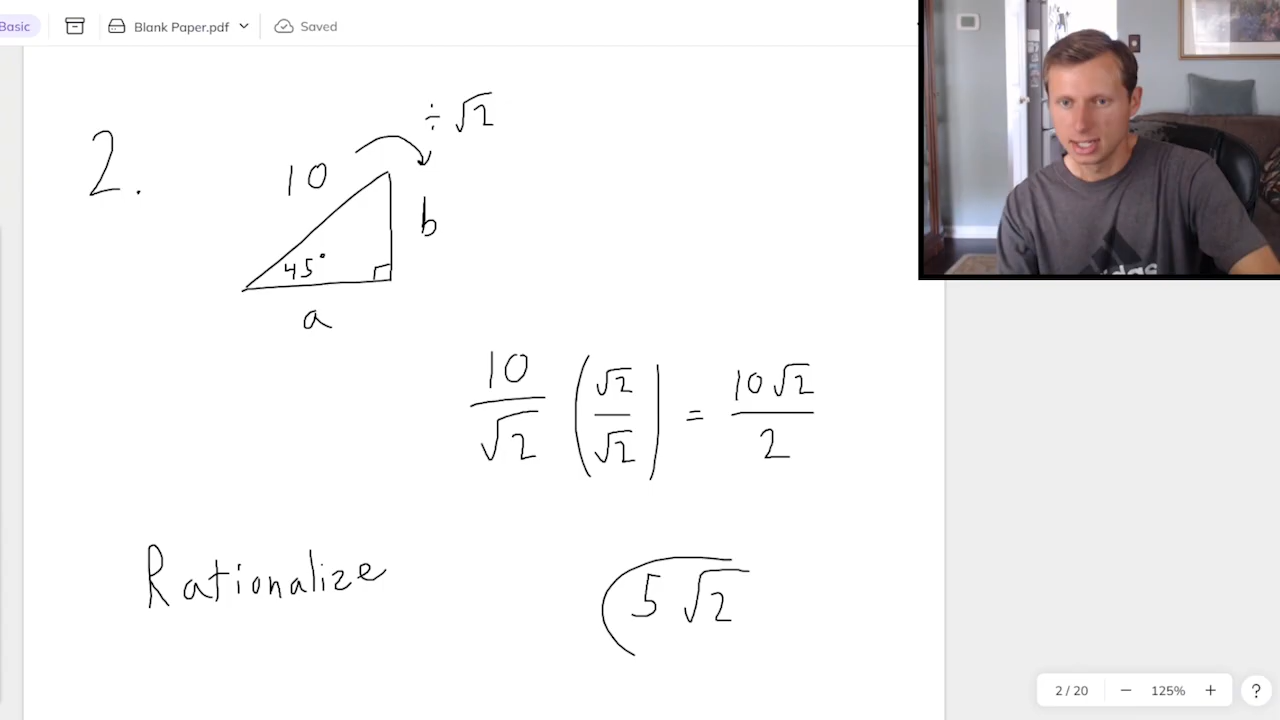 Basic
Blank Paper.pdf
Saved
2.
÷ √2
10
b
45°
a
10/√2 (√2/√2) = 10√2/2
Rationalize
5 √2
adidas
2 / 20 − 125% + ?